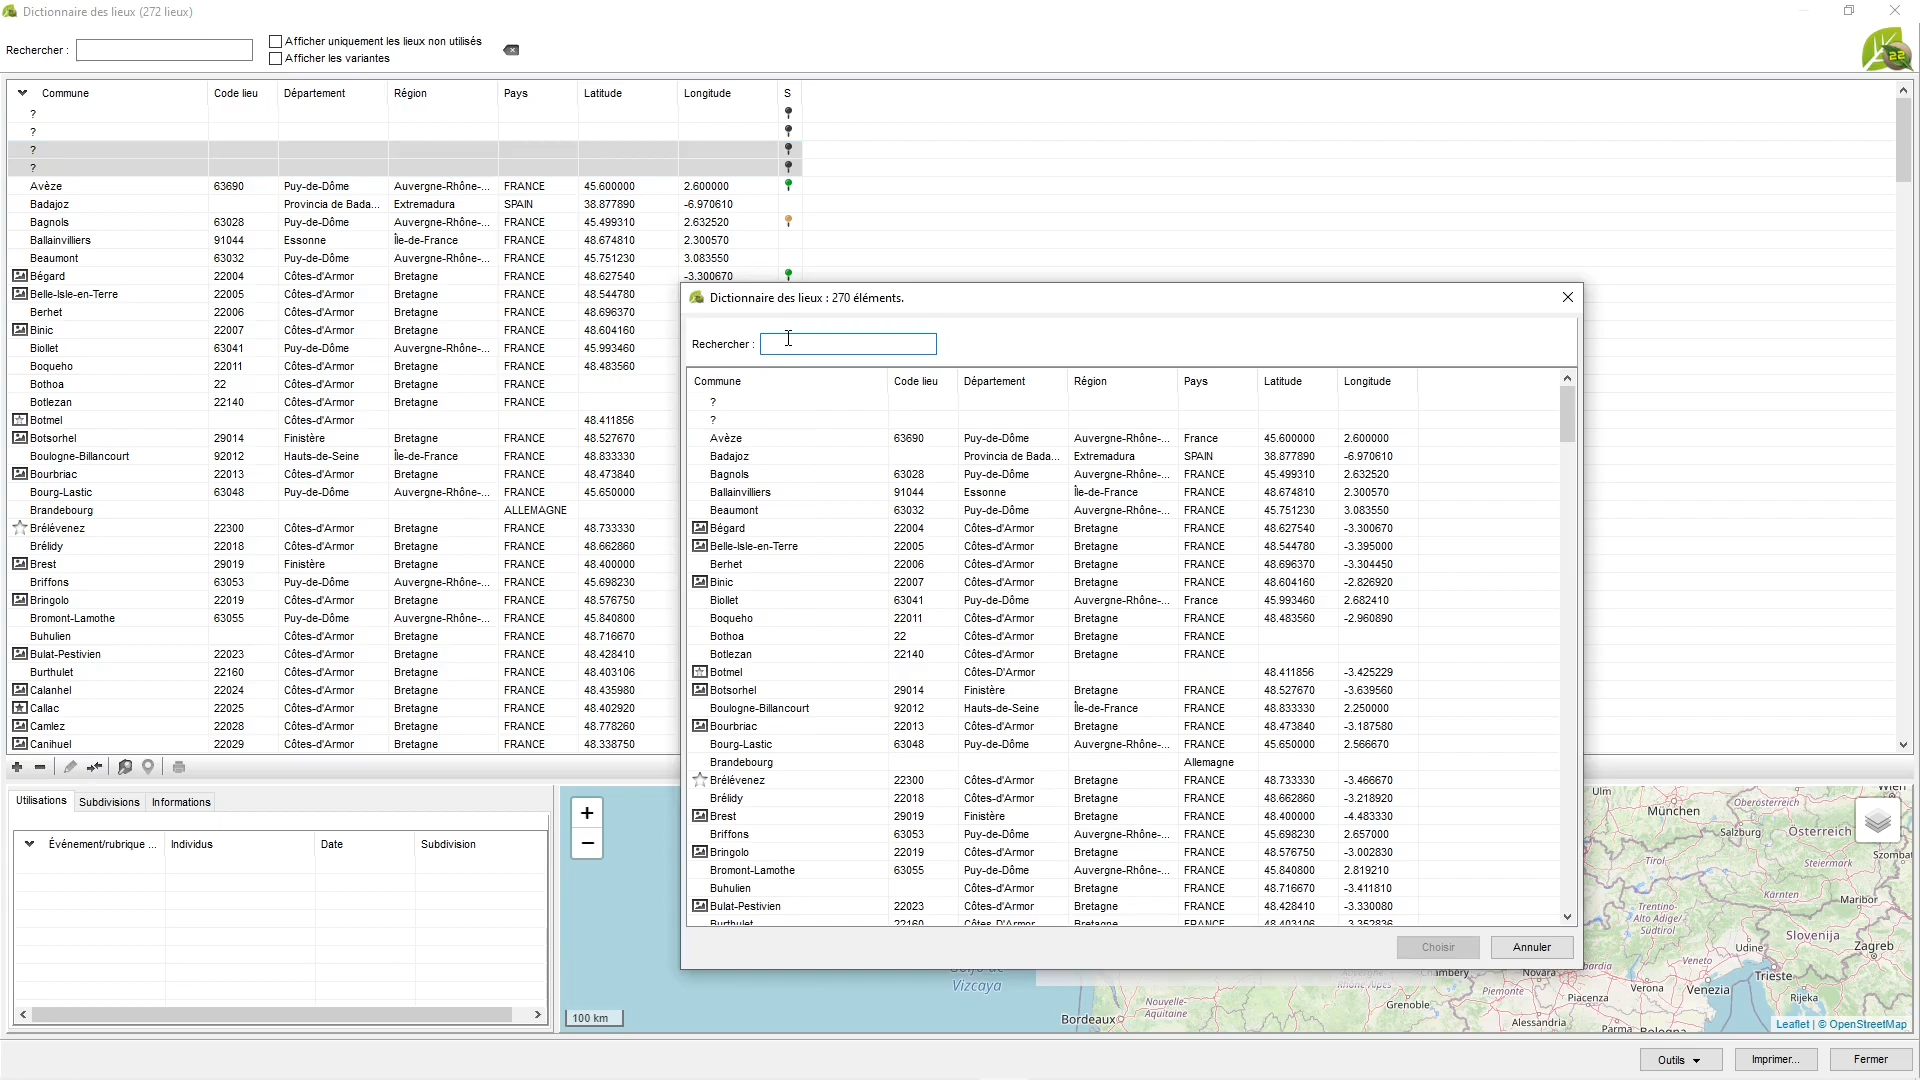 Dictionnaire des lieux (272 lieux)
Rechercher :
Afficher uniquement les lieux non utilisés
Afficher les variantes
22
Commune Code lieu Département Région Pays Latitude Longitude S
?
?
?
?
Avèze 63690 Puy-de-Dôme Auvergne-Rhône-... FRANCE 45.600000 2.600000
Badajoz Provincia de Bada... Extremadura SPAIN 38.877890 -6.970610
Bagnols 63028 Puy-de-Dôme Auvergne-Rhône-... FRANCE 45.499310 2.632520
Ballainvilliers 91044 Essonne Île-de-France FRANCE 48.674810 2.300570
Beaumont 63032 Puy-de-Dôme Auvergne-Rhône-... FRANCE 45.751230 3.083550
Bégard 22004 Côtes-d'Armor Bretagne FRANCE 48.627540 -3.300670
Belle-Isle-en-Terre 22005 Côtes-d'Armor Bretagne FRANCE 48.544780
Berhet 22006 Côtes-d'Armor Bretagne FRANCE 48.696370
Binic 22007 Côtes-d'Armor Bretagne FRANCE 48.604160
Biollet 63041 Puy-de-Dôme Auvergne-Rhône-... FRANCE 45.993460
Boqueho 22011 Côtes-d'Armor Bretagne FRANCE 48.483560
Bothoa 22 Côtes-d'Armor Bretagne FRANCE
Botlezan 22140 Côtes-d'Armor Bretagne FRANCE
Botmel Côtes-d'Armor 48.411856
Botsorhel 29014 Finistère Bretagne FRANCE 48.527670
Boulogne-Billancourt 92012 Hauts-de-Seine Île-de-France FRANCE 48.833330
Bourbriac 22013 Côtes-d'Armor Bretagne FRANCE 48.473840
Bourg-Lastic 63048 Puy-de-Dôme Auvergne-Rhône-... FRANCE 45.650000
Brandebourg ALLEMAGNE
Brélévenez 22300 Côtes-d'Armor Bretagne FRANCE 48.733330
Brélidy 22018 Côtes-d'Armor Bretagne FRANCE 48.662860
Brest 29019 Finistère Bretagne FRANCE 48.400000
Briffons 63053 Puy-de-Dôme Auvergne-Rhône-... FRANCE 45.698230
Bringolo 22019 Côtes-d'Armor Bretagne FRANCE 48.576750
Bromont-Lamothe 63055 Puy-de-Dôme Auvergne-Rhône-... FRANCE 45.840800
Buhulien Côtes-d'Armor Bretagne FRANCE 48.716670
Bulat-Pestivien 22023 Côtes-d'Armor Bretagne FRANCE 48.428410
Burthulet 22160 Côtes-d'Armor Bretagne FRANCE 48.403106
Calanhel 22024 Côtes-d'Armor Bretagne FRANCE 48.435980
Callac 22025 Côtes-d'Armor Bretagne FRANCE 48.402920
Camlez 22028 Côtes-d'Armor Bretagne FRANCE 48.778260
Canihuel 22029 Côtes-d'Armor Bretagne FRANCE 48.338750
Dictionnaire des lieux : 270 éléments.
Rechercher :
Commune Code lieu Département Région Pays Latitude Longitude
?
?
Avèze 63690 Puy-de-Dôme Auvergne-Rhône-... France 45.600000 2.600000
Badajoz Provincia de Bada... Extremadura SPAIN 38.877890 -6.970610
Bagnols 63028 Puy-de-Dôme Auvergne-Rhône-... FRANCE 45.499310 2.632520
Ballainvilliers 91044 Essonne Île-de-France FRANCE 48.674810 2.300570
Beaumont 63032 Puy-de-Dôme Auvergne-Rhône-... FRANCE 45.751230 3.083550
Bégard 22004 Côtes-d'Armor Bretagne FRANCE 48.627540 -3.300670
Belle-Isle-en-Terre 22005 Côtes-d'Armor Bretagne FRANCE 48.544780 -3.395000
Berhet 22006 Côtes-d'Armor Bretagne FRANCE 48.696370 -3.304450
Binic 22007 Côtes-d'Armor Bretagne FRANCE 48.604160 -2.826920
Biollet 63041 Puy-de-Dôme Auvergne-Rhône-... France 45.993460 2.682410
Boqueho 22011 Côtes-d'Armor Bretagne FRANCE 48.483560 -2.960890
Bothoa 22 Côtes-d'Armor Bretagne FRANCE
Botlezan 22140 Côtes-d'Armor Bretagne FRANCE
Botmel Côtes-D'Armor 48.411856 -3.425229
Botsorhel 29014 Finistère Bretagne FRANCE 48.527670 -3.639560
Boulogne-Billancourt 92012 Hauts-de-Seine Île-de-France FRANCE 48.833330 2.250000
Bourbriac 22013 Côtes-d'Armor Bretagne FRANCE 48.473840 -3.187580
Bourg-Lastic 63048 Puy-de-Dôme Auvergne-Rhône-... FRANCE 45.650000 2.566670
Brandebourg Allemagne
Brélévenez 22300 Côtes-d'Armor Bretagne FRANCE 48.733330 -3.466670
Brélidy 22018 Côtes-d'Armor Bretagne FRANCE 48.662860 -3.218920
Brest 29019 Finistère Bretagne FRANCE 48.400000 -4.483330
Briffons 63053 Puy-de-Dôme Auvergne-Rhône-... FRANCE 45.698230 2.657000
Bringolo 22019 Côtes-d'Armor Bretagne FRANCE 48.576750 -3.002830
Bromont-Lamothe 63055 Puy-de-Dôme Auvergne-Rhône-... FRANCE 45.840800 2.819210
Buhulien Côtes-d'Armor Bretagne FRANCE 48.716670 -3.411810
Bulat-Pestivien 22023 Côtes-d'Armor Bretagne FRANCE 48.428410 -3.330080
Burthulet 22160 Côtes-D'Armor Bretagne FRANCE 48.403106 -3.352836
Choisir Annuler
Utilisations Subdivisions Informations
Événement/rubrique ... Individus Date Subdivision
+
−
100 km
Vizcaya
Bordeaux
Nouvelle-
Aquitaine
Grenoble
Chambéry
Novara
Piemonte
Piacenza
Alessandria
Parma
Bologna
Verona
Venezia
Veneto
Udine
Trieste
Rijeka
Trentino-
Alto Adige/
Südtirol
Slovenija
Zagreb
Maribor
Kärnten
Tirol
Steiermark
Szombat
Salzburg
Österreich
Oberösterreich
München
Ulm
Wien
Leaflet | © OpenStreetMap
Outils Imprimer... Fermer